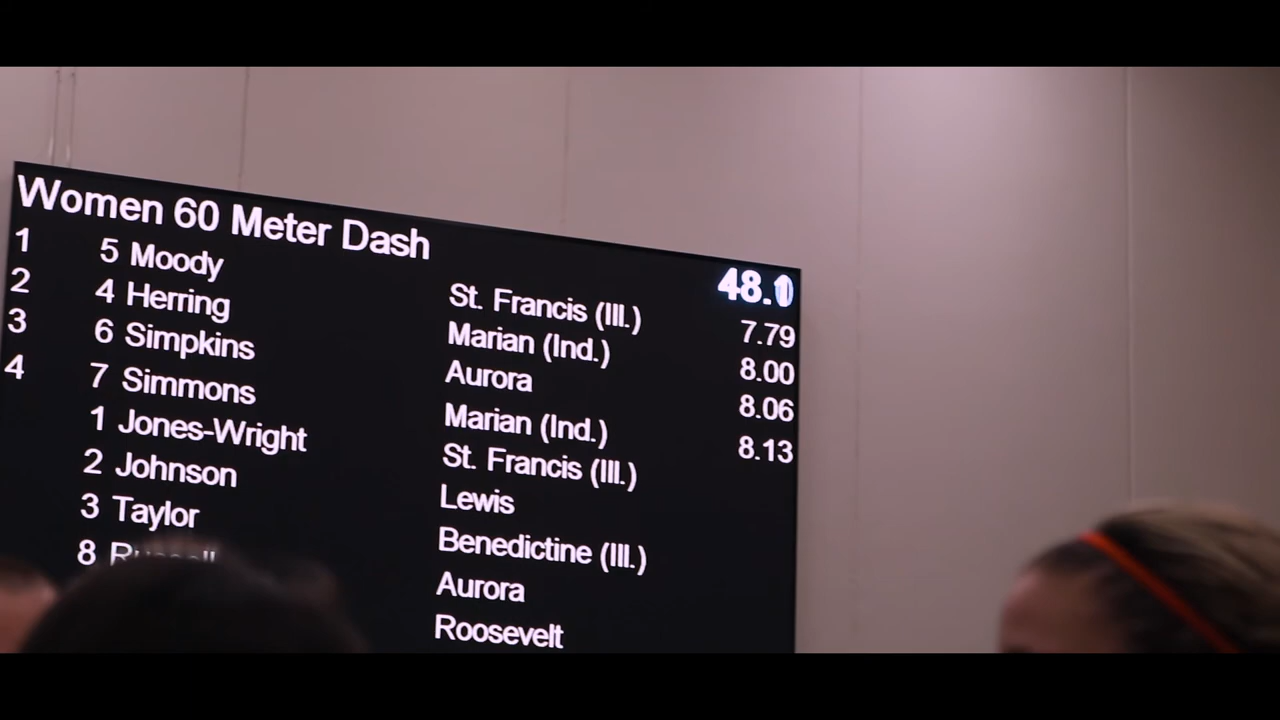 Women 60 Meter Dash 48.1
1 5 Moody St. Francis (Ill.) 7.79
2 4 Herring Marian (Ind.) 8.00
3 6 Simpkins Aurora 8.06
4 7 Simmons Marian (Ind.) 8.13
1 Jones-Wright St. Francis (Ill.)
2 Johnson Lewis
3 Taylor Benedictine (Ill.)
8 Russell Aurora
Roosevelt